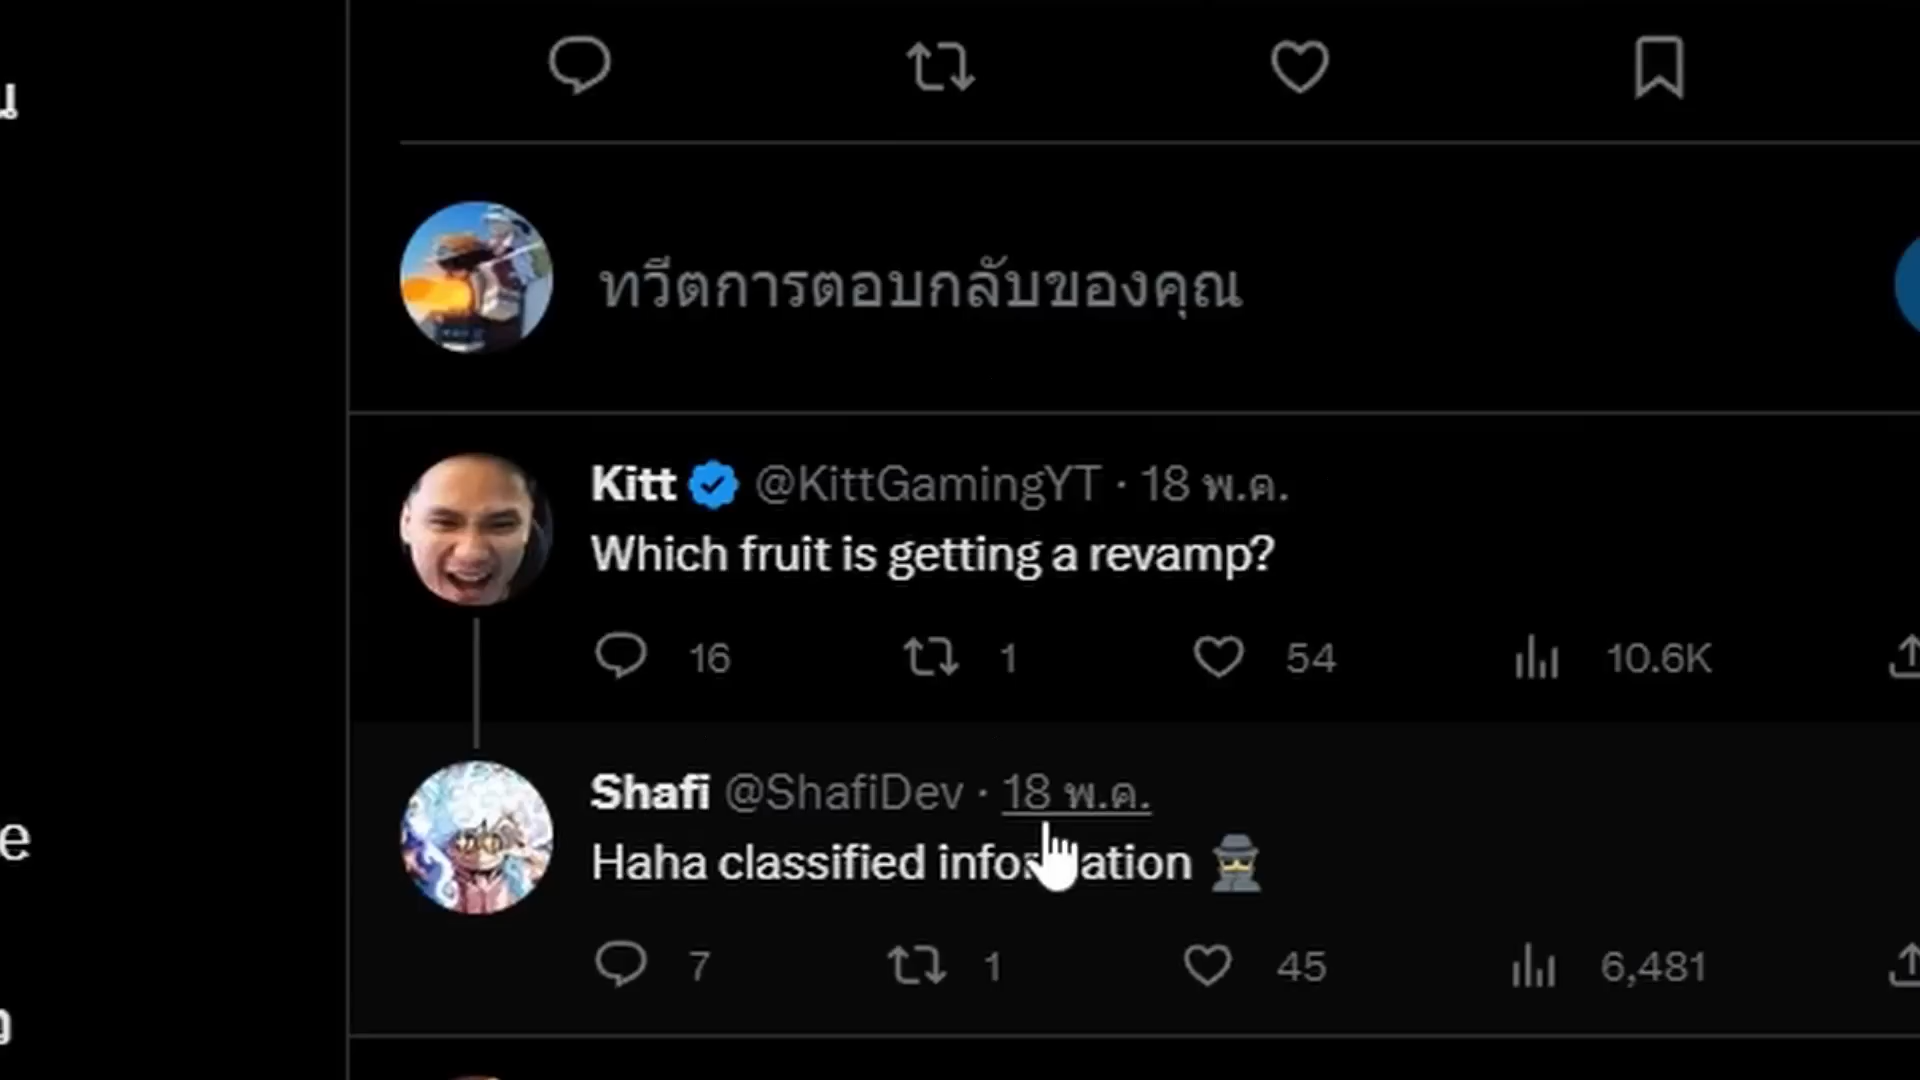 น
ทวีตการตอบกลับของคุณ
Kitt @KittGamingYT · 18 พ.ค.
Which fruit is getting a revamp?
16 1 54 10.6K
Shafi @ShafiDev · 18 พ.ค.
e
Haha classified information 🕵️
7 1 45 6,481